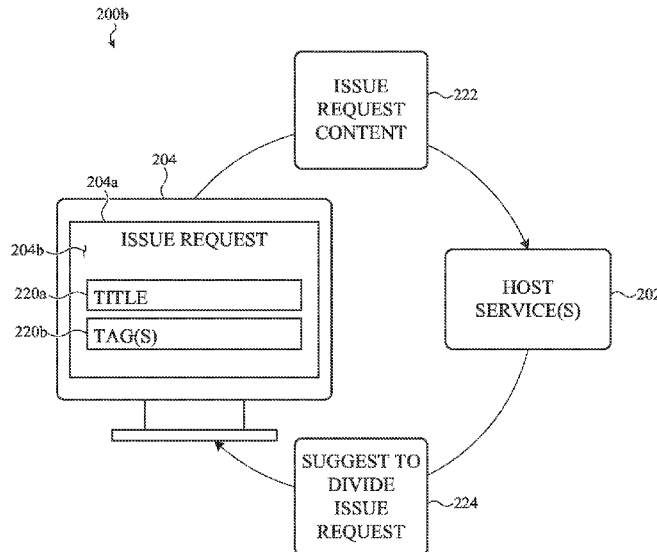 200b
ISSUE
REQUEST
CONTENT
222
204
204a
204b
ISSUE REQUEST
220a
TITLE
220b
TAG(S)
HOST
SERVICE(S)
202
SUGGEST TO
DIVIDE
ISSUE
REQUEST
224